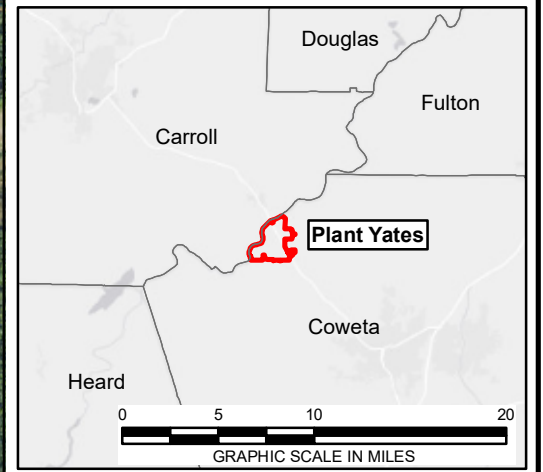 Douglas
Fulton
Carroll
Plant Yates
Coweta
Heard
0 5 10 20
GRAPHIC SCALE IN MILES